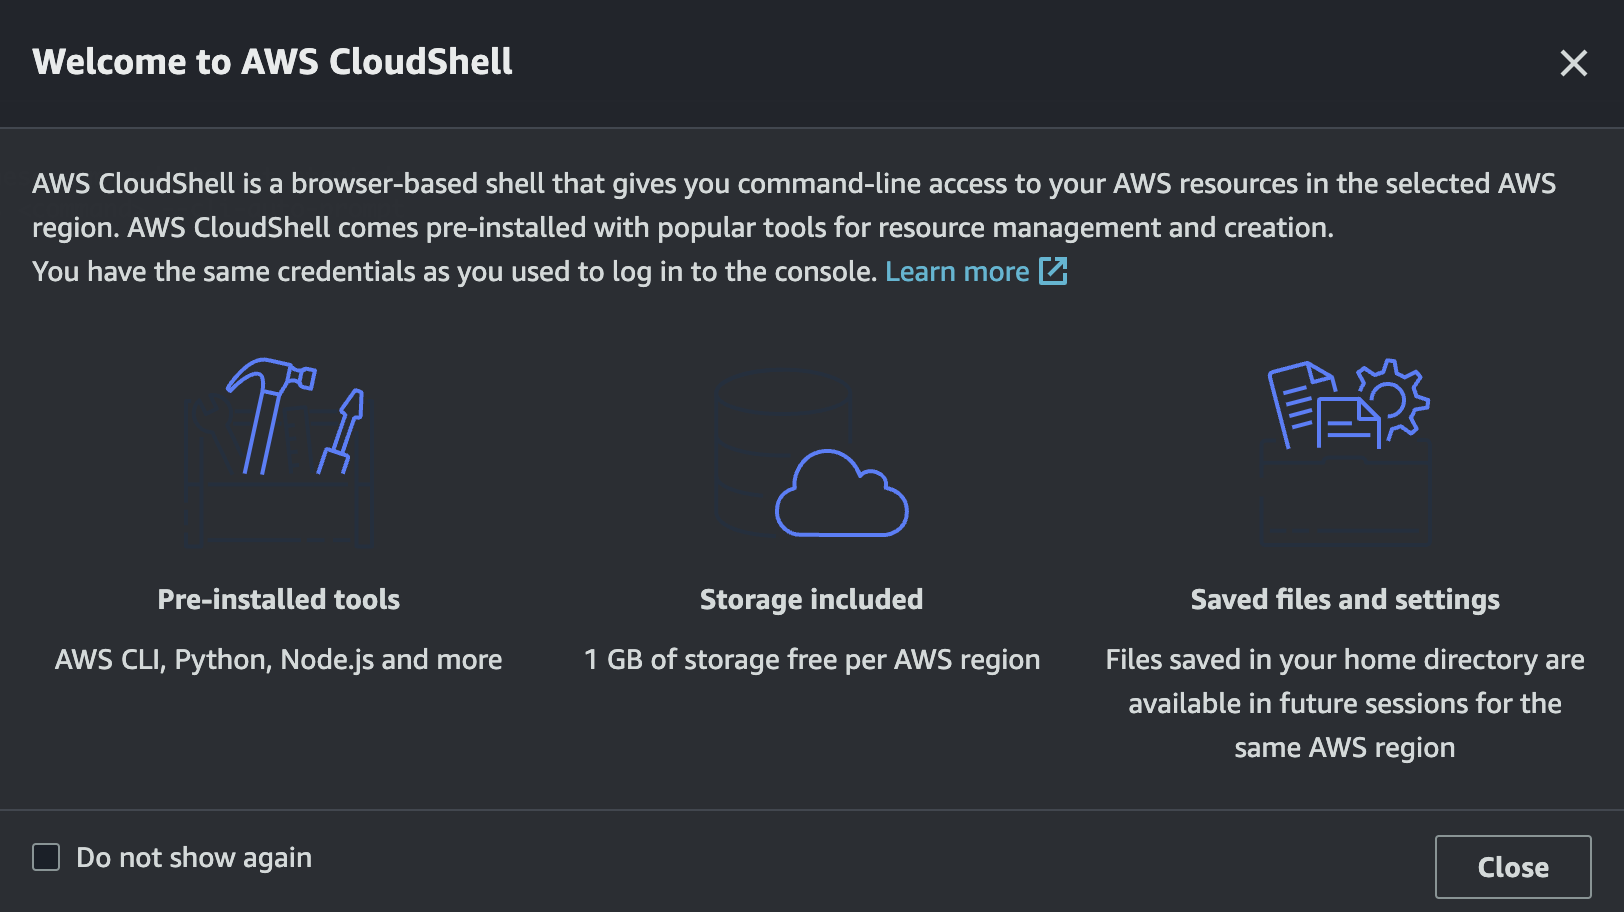 Welcome to AWS CloudShell
AWS CloudShell is a browser-based shell that gives you command-line access to your AWS resources in the selected AWS
region. AWS CloudShell comes pre-installed with popular tools for resource management and creation.
You have the same credentials as you used to log in to the console. Learn more
Pre-installed tools
AWS CLI, Python, Node.js and more
Storage included
1 GB of storage free per AWS region
Saved files and settings
Files saved in your home directory are
available in future sessions for the
same AWS region
Do not show again
Close